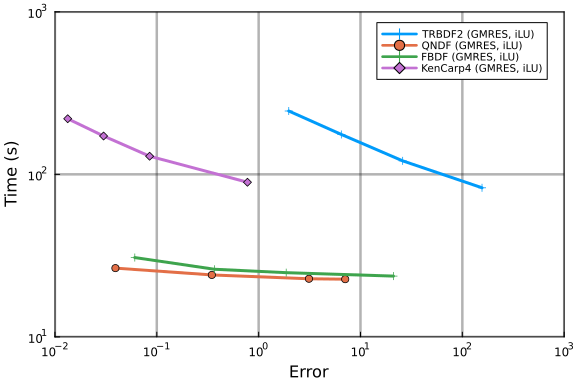 10³
TRBDF2 (GMRES, iLU)
QNDF (GMRES, iLU)
FBDF (GMRES, iLU)
KenCarp4 (GMRES, iLU)
Time (s)
10²
10¹
10⁻² 10⁻¹ 10⁰ 10¹ 10² 10³
Error